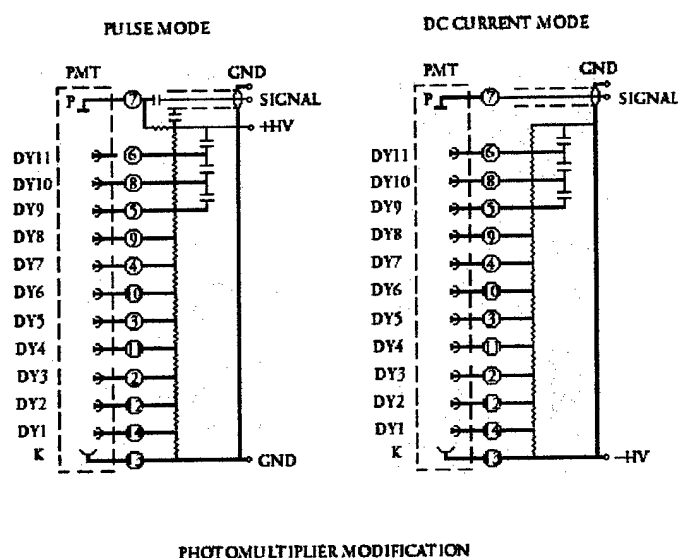 PULSE MODE
DC CURRENT MODE
PMT
GND
P
7
SIGNAL
+HV
DY11
6
DY10
8
DY9
5
DY8
9
DY7
4
DY6
10
DY5
3
DY4
11
DY3
2
DY2
12
DY1
14
K
13
GND
PMT
GND
P
7
SIGNAL
DY11
6
DY10
8
DY9
5
DY8
9
DY7
4
DY6
10
DY5
3
DY4
11
DY3
2
DY2
12
DY1
14
K
13
-HV
PHOTOMULTIPLIER MODIFICATION